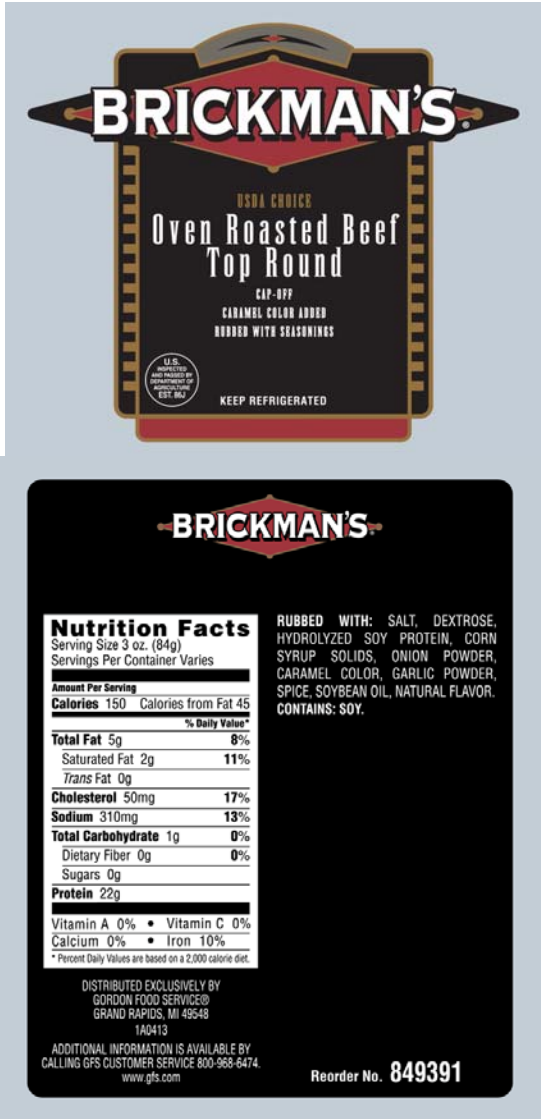 BRICKMAN'S®
USDA CHOICE
Oven Roasted Beef
Top Round
CAP-OFF
CARAMEL COLOR ADDED
RUBBED WITH SEASONINGS
U.S.
INSPECTED
AND PASSED BY
DEPARTMENT OF
AGRICULTURE
EST. 86J
KEEP REFRIGERATED
BRICKMAN'S®
Nutrition Facts
Serving Size 3 oz. (84g)
Servings Per Container Varies
Amount Per Serving
Calories 150 Calories from Fat 45
% Daily Value*
Total Fat 5g 8%
Saturated Fat 2g 11%
Trans Fat 0g
Cholesterol 50mg 17%
Sodium 310mg 13%
Total Carbohydrate 1g 0%
Dietary Fiber 0g 0%
Sugars 0g
Protein 22g
Vitamin A 0% • Vitamin C 0%
Calcium 0% • Iron 10%
* Percent Daily Values are based on a 2,000 calorie diet.
RUBBED WITH: SALT, DEXTROSE,
HYDROLYZED SOY PROTEIN, CORN
SYRUP SOLIDS, ONION POWDER,
CARAMEL COLOR, GARLIC POWDER,
SPICE, SOYBEAN OIL, NATURAL FLAVOR.
CONTAINS: SOY.
DISTRIBUTED EXCLUSIVELY BY
GORDON FOOD SERVICE®
GRAND RAPIDS, MI 49548
1A0413
ADDITIONAL INFORMATION IS AVAILABLE BY
CALLING GFS CUSTOMER SERVICE 800-968-6474.
www.gfs.com
Reorder No. 849391